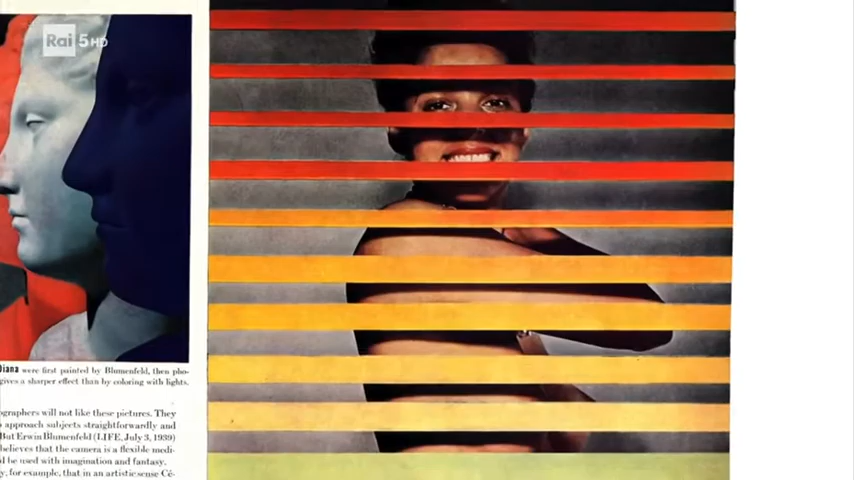 Rai 5HD
Diana were first painted by Blumenfeld, then pho-
gives a sharper effect than by coloring with lights.
ographers will not like these pictures. They
approach subjects straightforwardly and
But Erwin Blumenfeld (LIFE, July 3, 1939)
believes that the camera is a flexible medi-
d be used with imagination and fantasy.
y, for example, that in an artistic sense Cé-